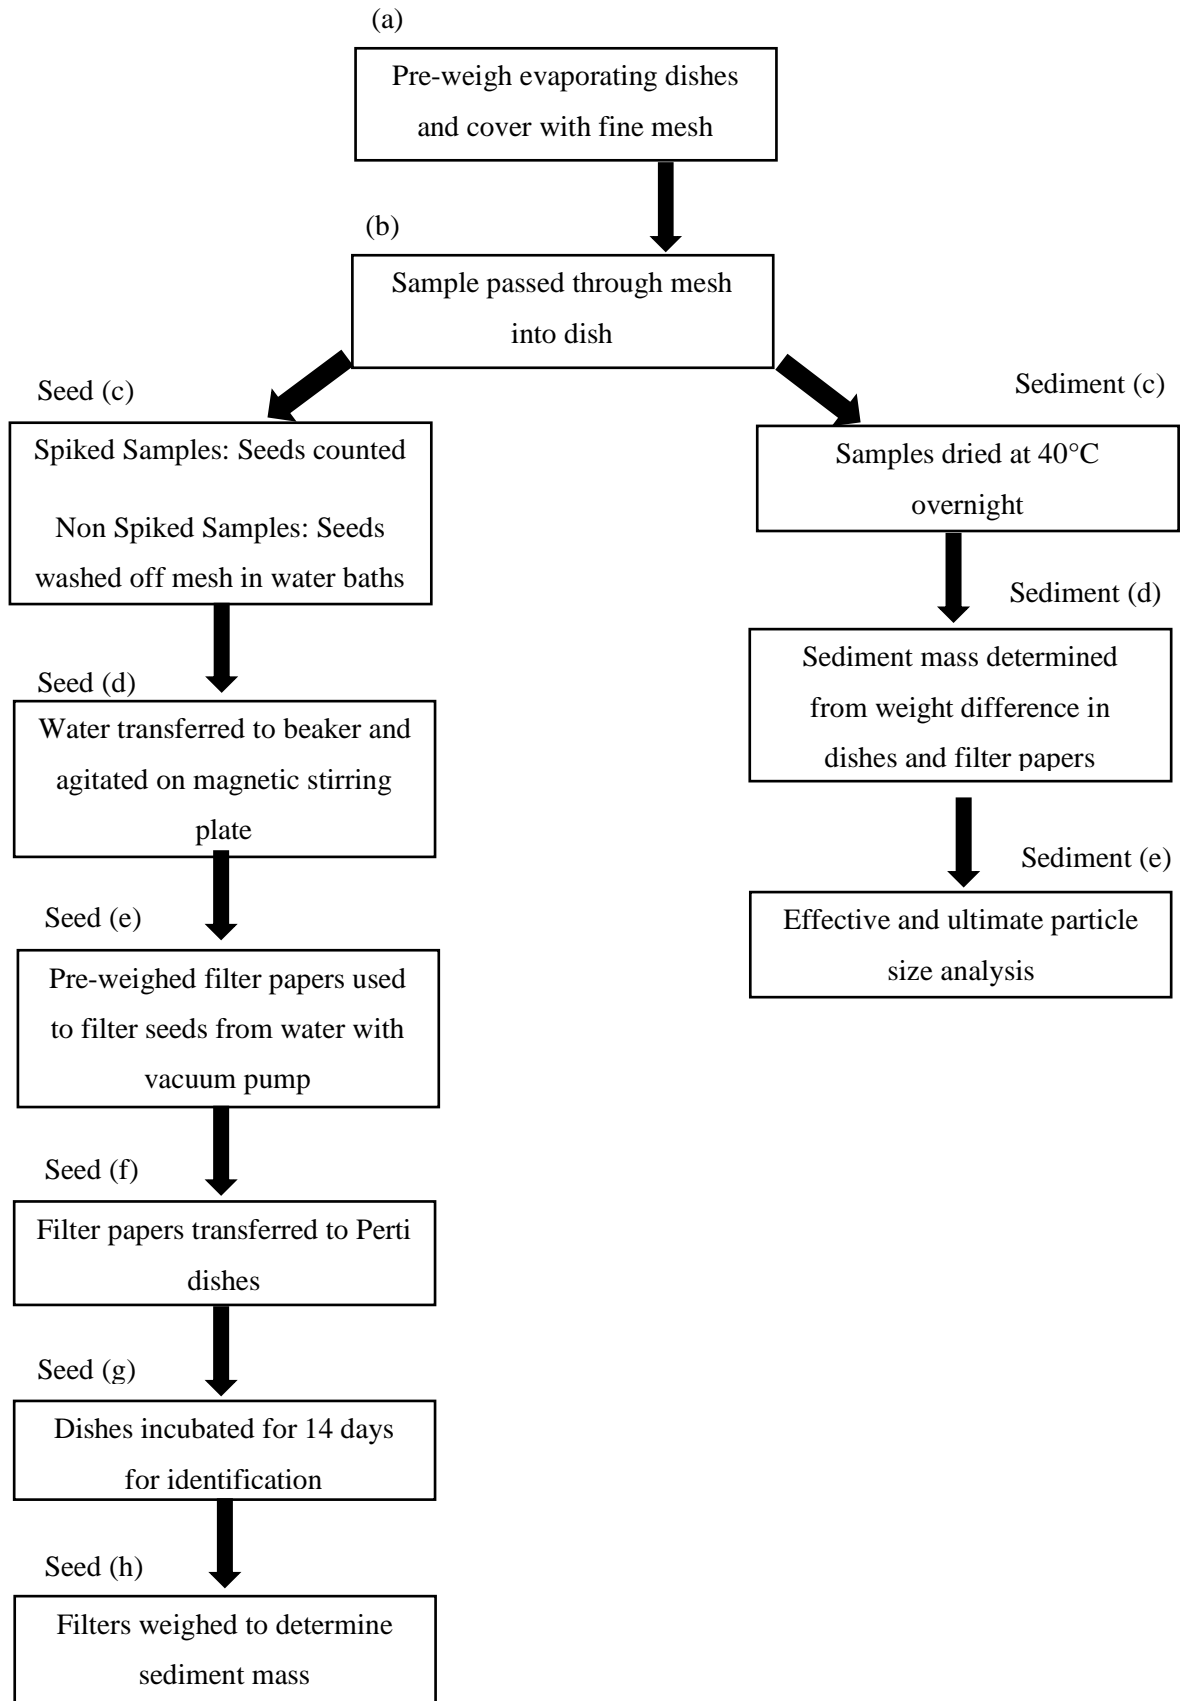 (a)
Pre-weigh evaporating dishes
and cover with fine mesh
(b)
Sample passed through mesh
into dish
Seed (c)
Spiked Samples: Seeds counted
Non Spiked Samples: Seeds
washed off mesh in water baths
Seed (d)
Water transferred to beaker and
agitated on magnetic stirring
plate
Seed (e)
Pre-weighed filter papers used
to filter seeds from water with
vacuum pump
Seed (f)
Filter papers transferred to Perti
dishes
Seed (g)
Dishes incubated for 14 days
for identification
Seed (h)
Filters weighed to determine
sediment mass
Sediment (c)
Samples dried at 40°C
overnight
Sediment (d)
Sediment mass determined
from weight difference in
dishes and filter papers
Sediment (e)
Effective and ultimate particle
size analysis